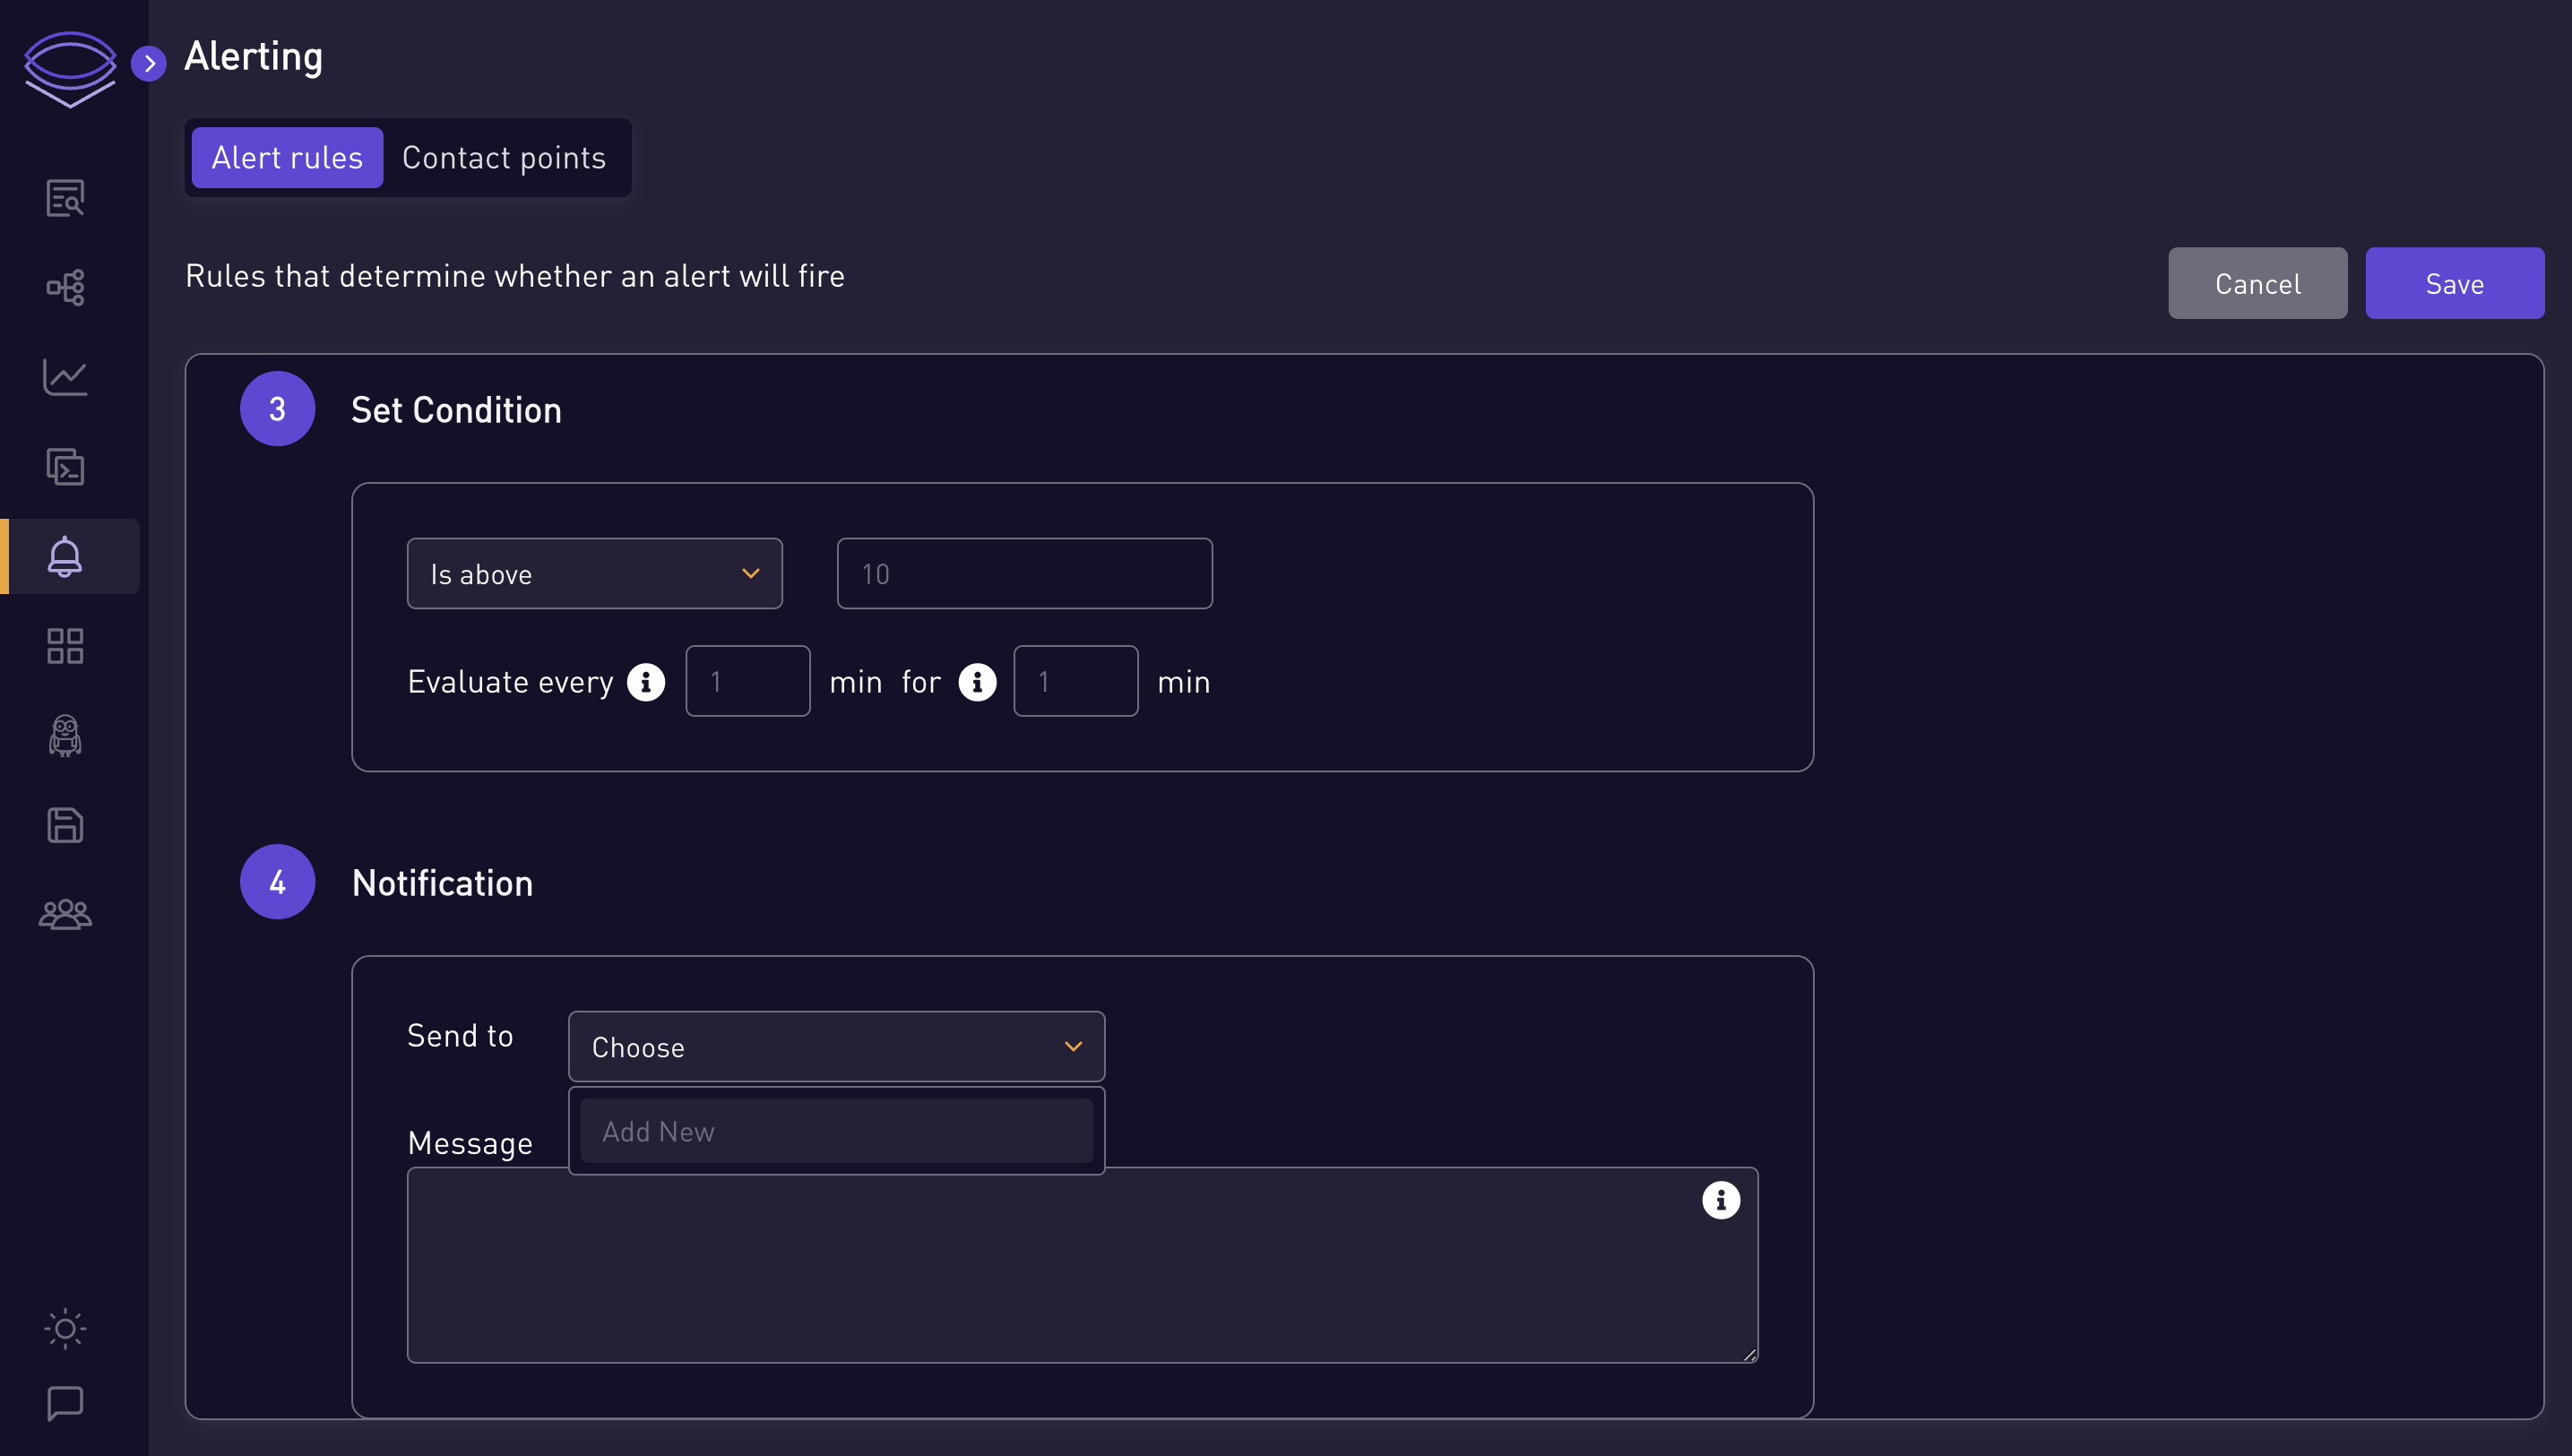 Alerting
Alert rules Contact points
Rules that determine whether an alert will fire
Cancel Save
3 Set Condition
Is above 10
Evaluate every 1 min for 1 min
4 Notification
Send to Choose
Add New
Message